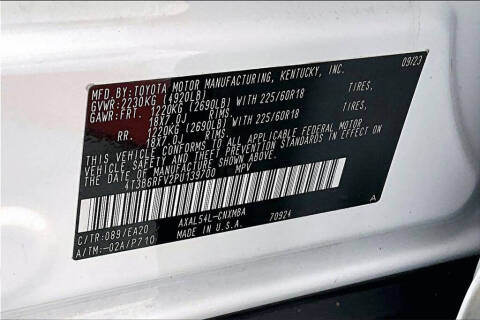 MFD.BY:TOYOTA MOTOR MANUFACTURING, KENTUCKY, INC. 09/23
GVWR:2230KG (4920LB)
GAWR:FRT. 1220KG (2690LB) WITH 225/60R18 TIRES,
18X7.0J RIMS
RR. 1220KG (2690LB) WITH 225/60R18 TIRES,
18X7.0J RIMS
THIS VEHICLE CONFORMS TO ALL APPLICABLE FEDERAL MOTOR
VEHICLE SAFETY AND THEFT PREVENTION STANDARDS IN EFFECT ON
THE DATE OF MANUFACTURE SHOWN ABOVE.
4T3B6RFV2PU139700 MPV
C/TR:089/EA20 AXAL54L-CNXMBA A
A/TM:-02A/P710 MADE IN U.S.A. 70924